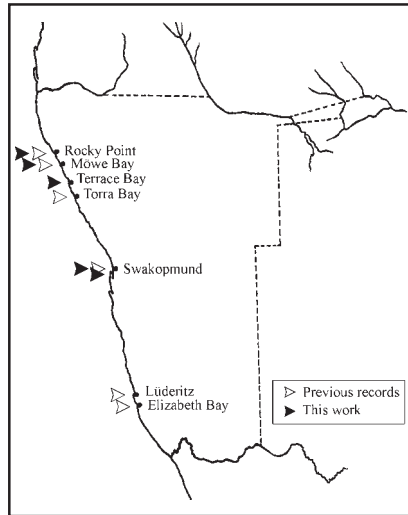 Rocky Point
Möwe Bay
Terrace Bay
Torra Bay
Swakopmund
Lüderitz
Elizabeth Bay
Previous records
This work